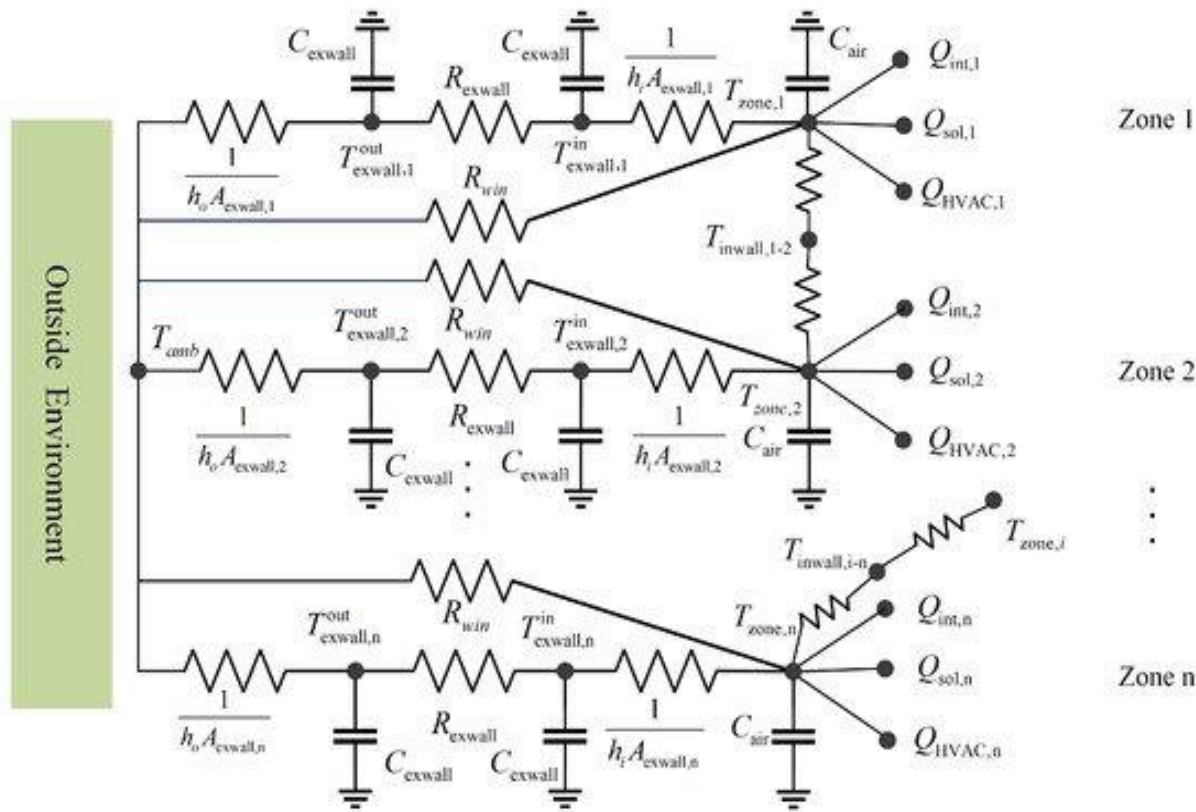 Outside Environment
C_exwall
C_exwall
1/(h_i A_exwall,1)
C_air
Q_int,1
R_exwall
T_zone,1
Q_sol,1
Zone 1
T^out_exwall,1
T^in_exwall,1
1/(h_o A_exwall,1)
R_win
Q_HVAC,1
T_inwall,1-2
Q_int,2
T^out_exwall,2
R_win
T^in_exwall,2
T_amb
Q_sol,2
Zone 2
T_zone,2
1/(h_o A_exwall,2)
R_exwall
1/(h_i A_exwall,2)
C_air
Q_HVAC,2
C_exwall
C_exwall
T_zone,i
T_inwall,i-n
Q_int,n
R_win
T_zone,n
T^out_exwall,n
T^in_exwall,n
Q_sol,n
Zone n
1/(h_o A_exwall,n)
R_exwall
1/(h_i A_exwall,n)
C_air
Q_HVAC,n
C_exwall
C_exwall